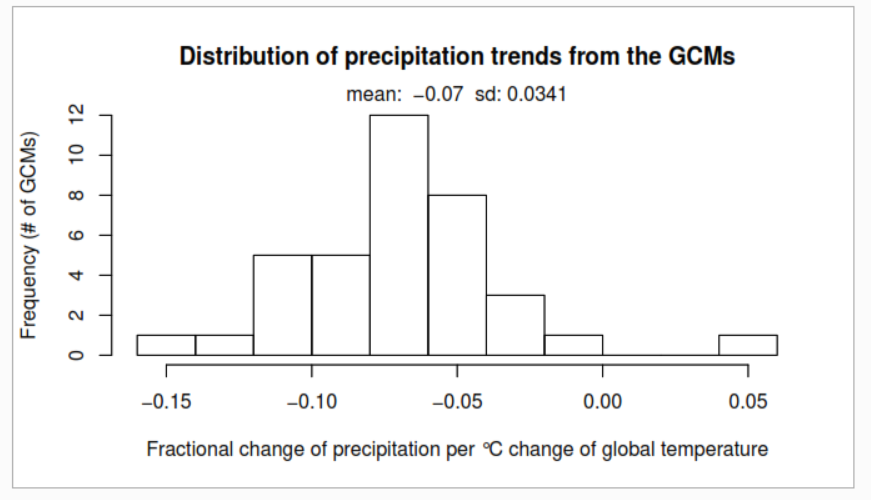 Distribution of precipitation trends from the GCMs
mean: −0.07 sd: 0.0341
Frequency (# of GCMs)
12
10
8
6
4
2
0
−0.15 −0.10 −0.05 0.00 0.05
Fractional change of precipitation per °C change of global temperature